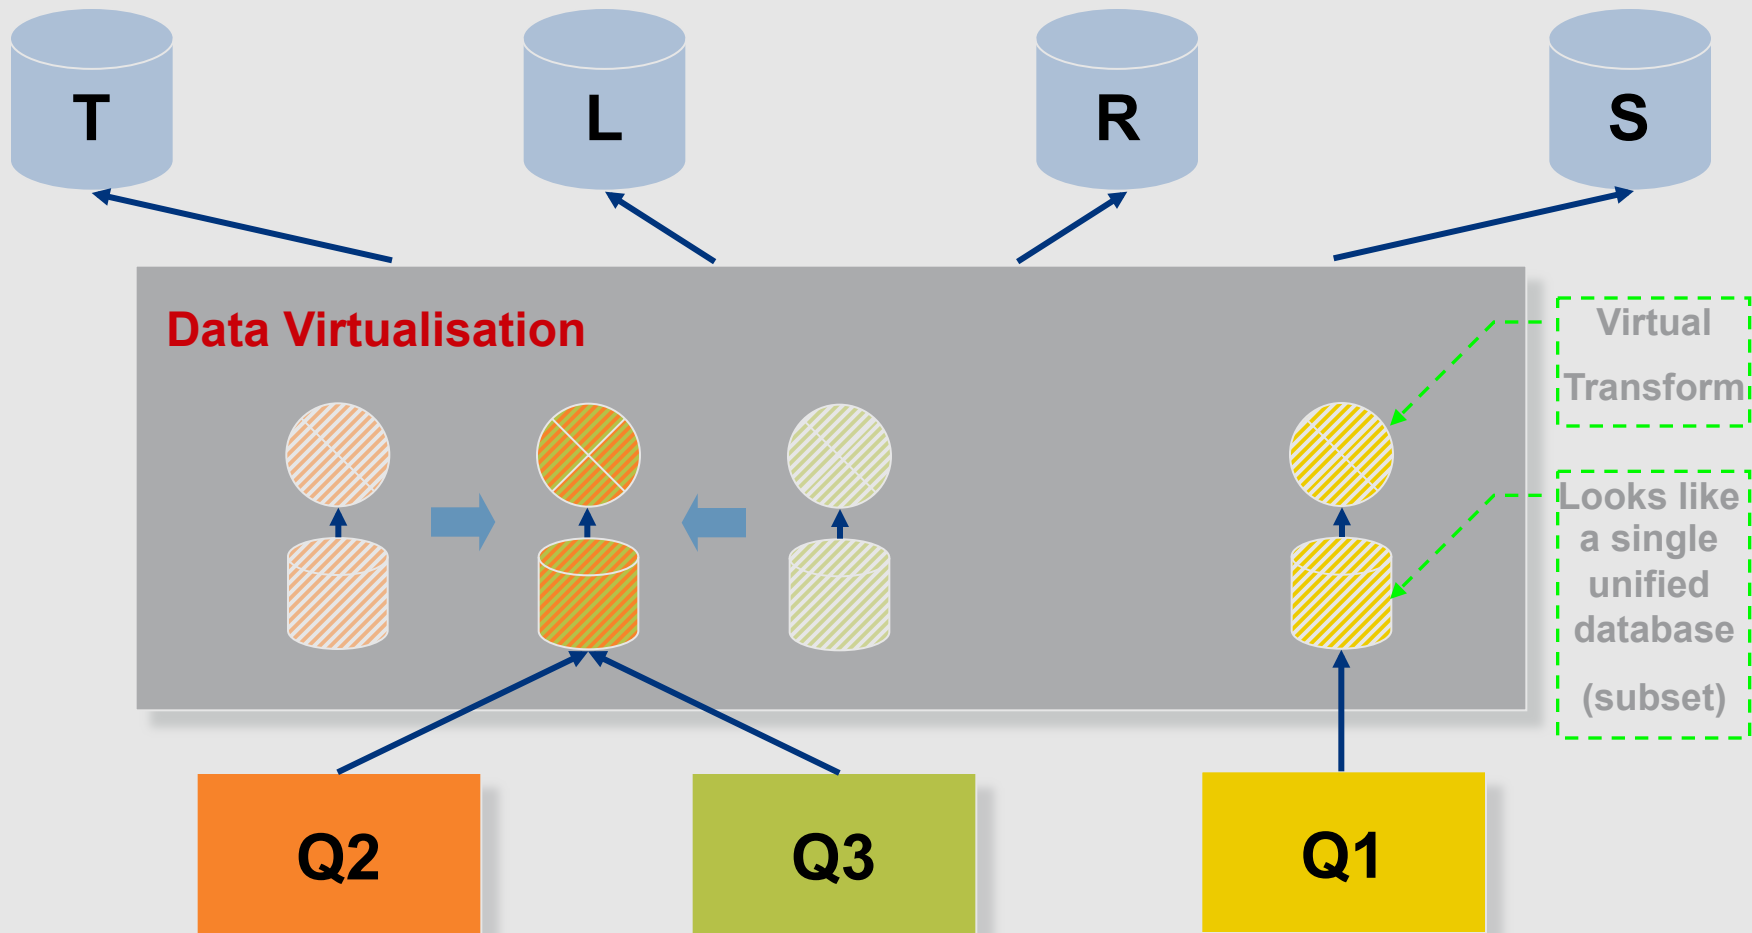 T
L
R
S
Data Virtualisation
Virtual
Transform
Looks like
a single
unified
database
(subset)
Q2
Q3
Q1